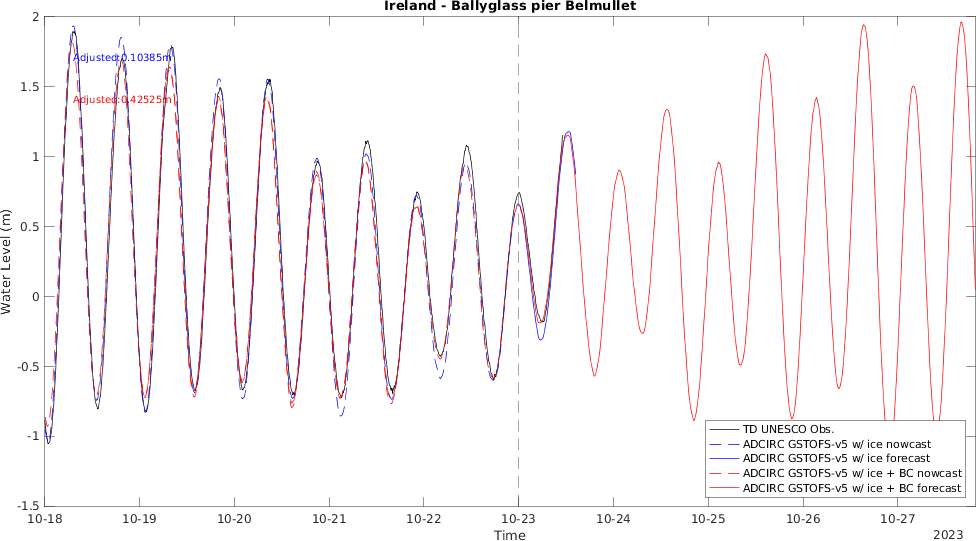 Ireland - Ballyglass pier Belmullet
2
Adjusted:0.10385m
1.5
Adjusted:0.42525m
1
0.5
0
-0.5
-1
-1.5
Water Level (m)
TD UNESCO Obs.
ADCIRC GSTOFS-v5 w/ ice nowcast
ADCIRC GSTOFS-v5 w/ ice forecast
ADCIRC GSTOFS-v5 w/ ice + BC nowcast
ADCIRC GSTOFS-v5 w/ ice + BC forecast
10-18 10-19 10-20 10-21 10-22 10-23 10-24 10-25 10-26 10-27
Time
2023